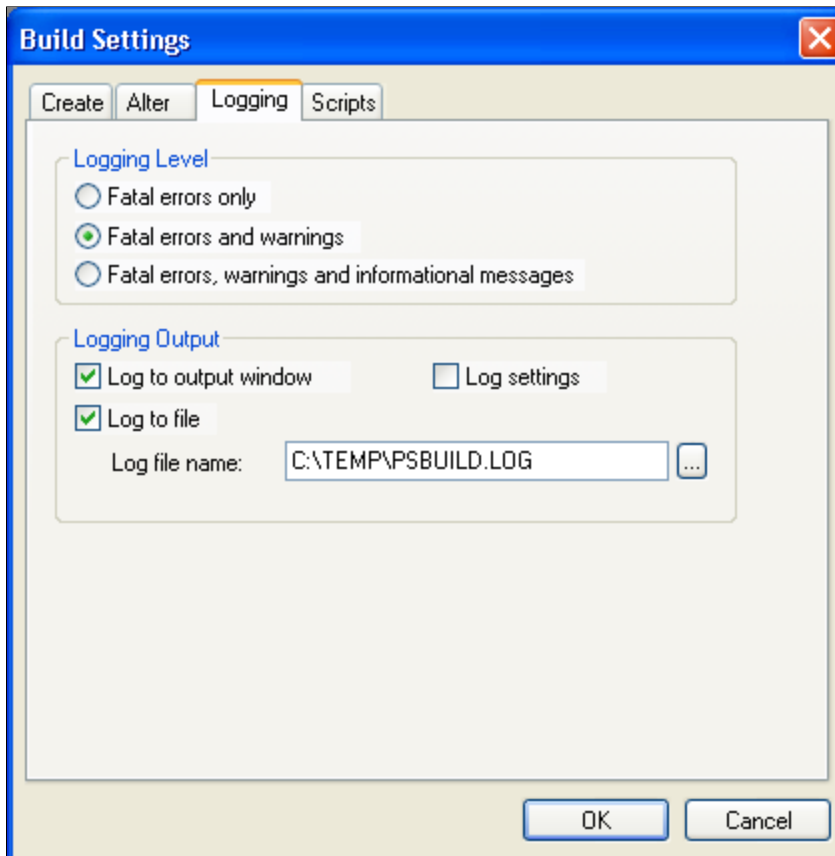 Build Settings
Create Alter Logging Scripts
Logging Level
Fatal errors only
Fatal errors and warnings
Fatal errors, warnings and informational messages
Logging Output
Log to output window Log settings
Log to file
Log file name: C:\TEMP\PSBUILD.LOG ...
OK Cancel